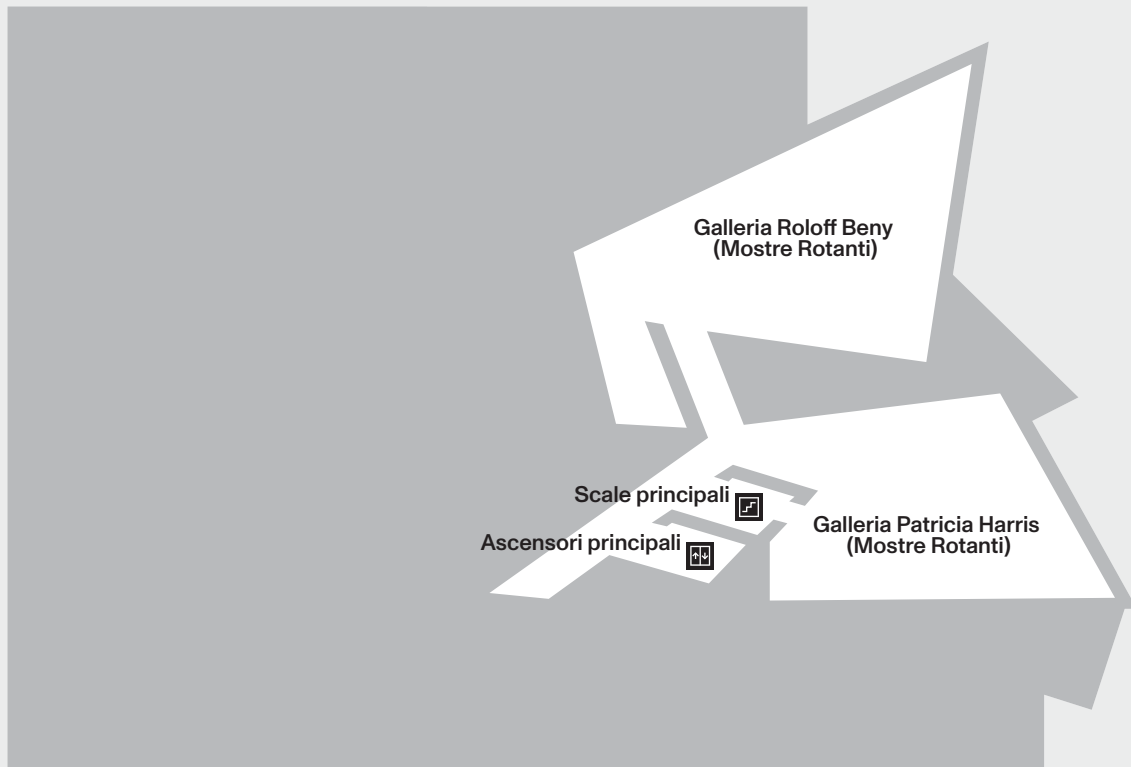 Galleria Roloff Beny
(Mostre Rotanti)
Scale principali
Galleria Patricia Harris
(Mostre Rotanti)
Ascensori principali